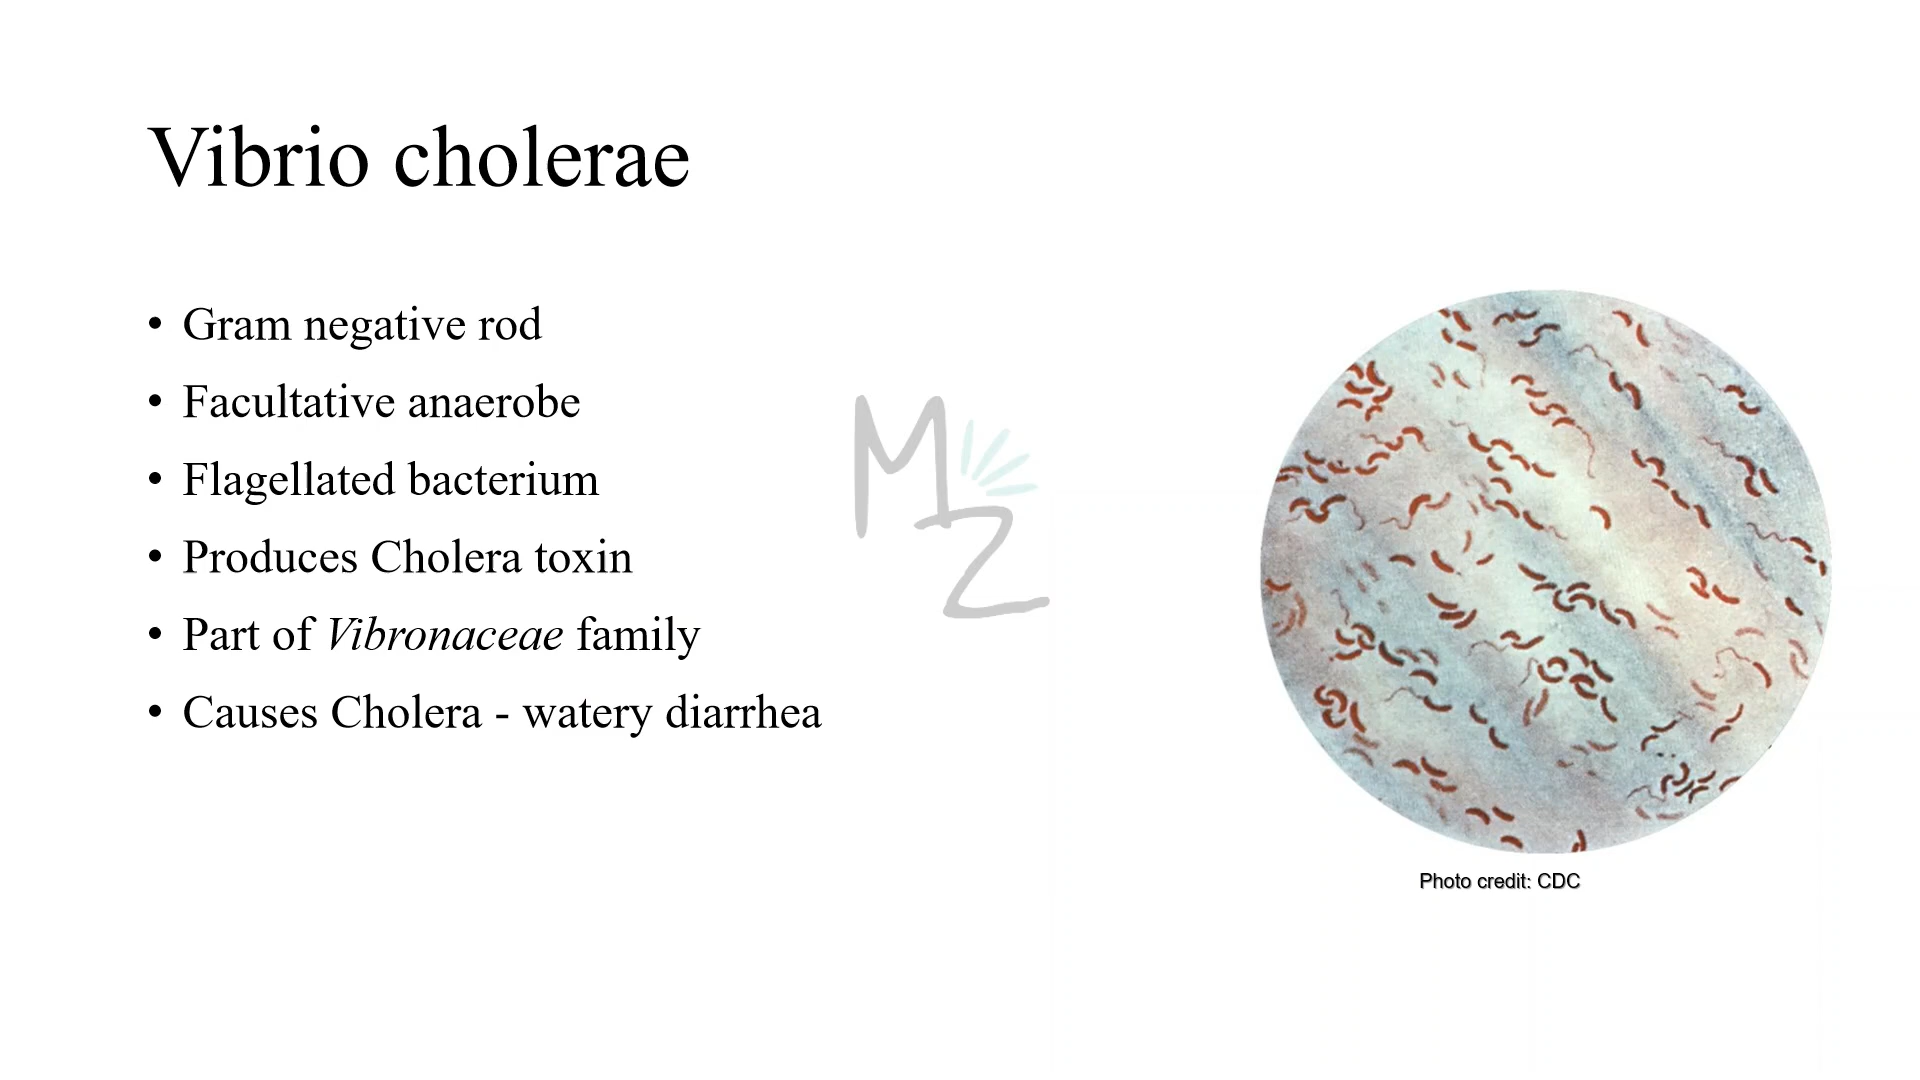 Vibrio cholerae
• Gram negative rod
• Facultative anaerobe
• Flagellated bacterium
• Produces Cholera toxin
• Part of Vibronaceae family
• Causes Cholera - watery diarrhea
MZ
Photo credit: CDC